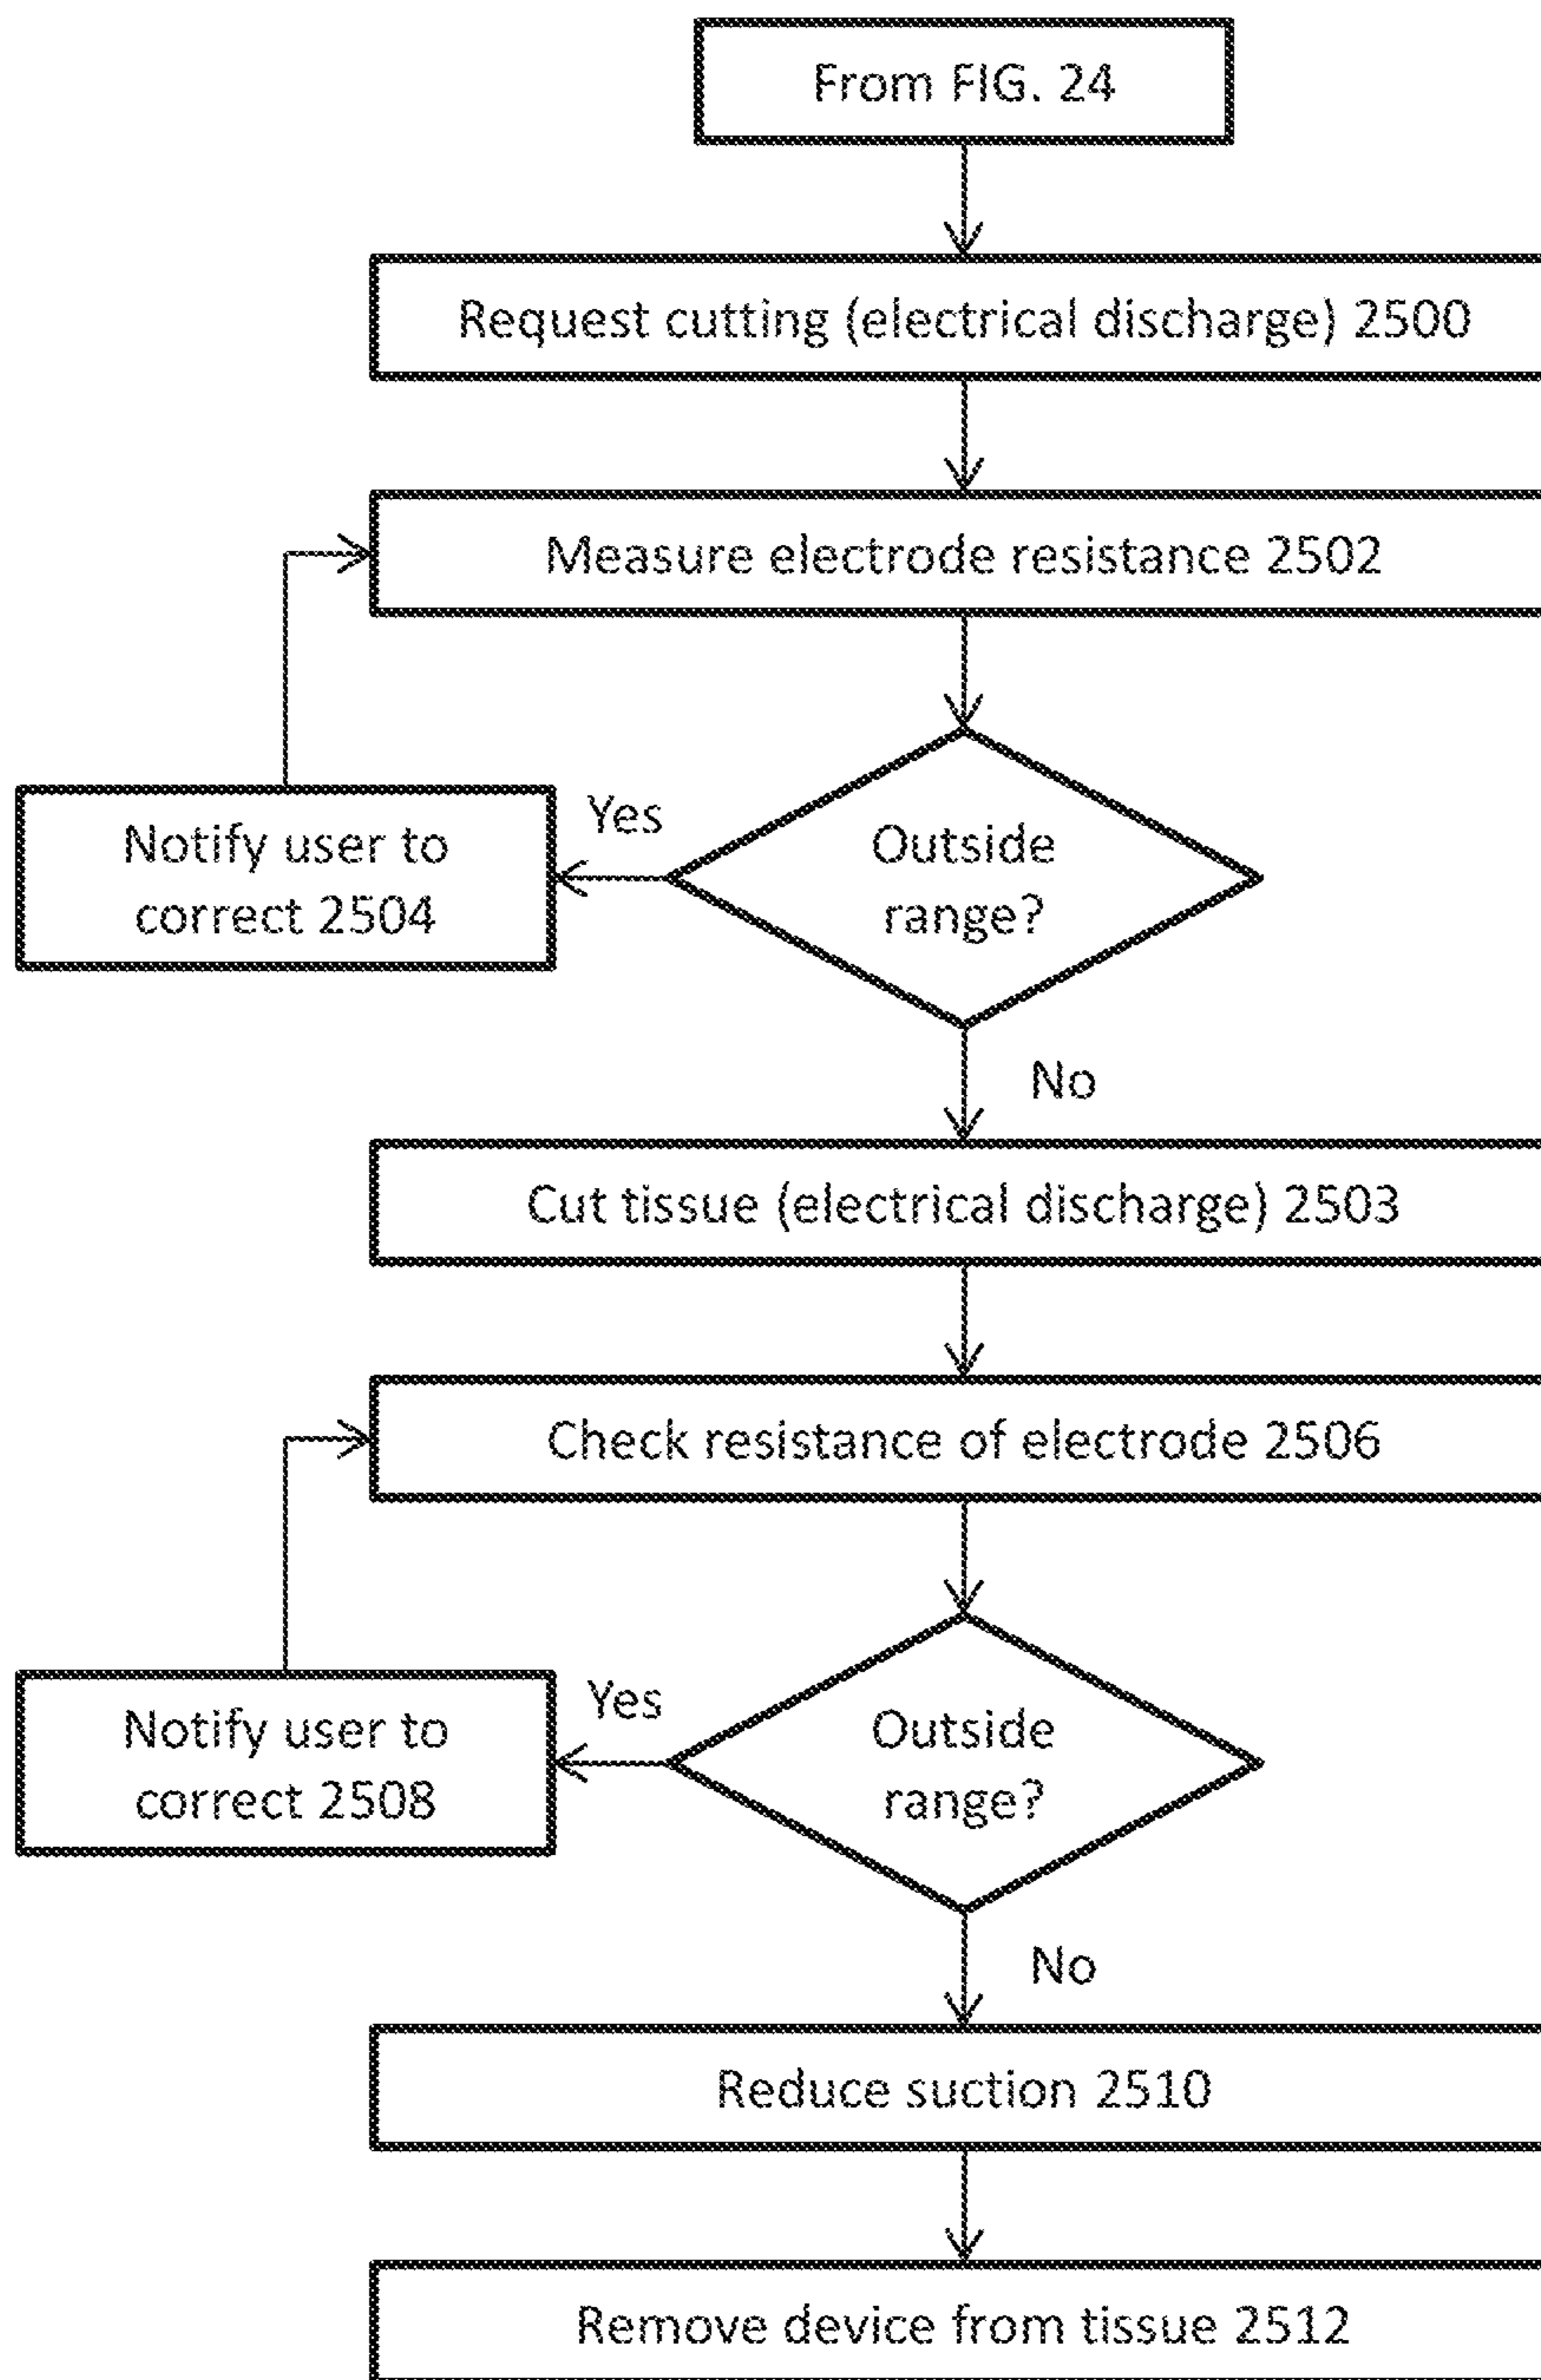 From FIG. 24
Request cutting (electrical discharge) 2500
Measure electrode resistance 2502
Yes
Notify user to
correct 2504
Outside
range?
No
Cut tissue (electrical discharge) 2503
Check resistance of electrode 2506
Yes
Notify user to
correct 2508
Outside
range?
No
Reduce suction 2510
Remove device from tissue 2512